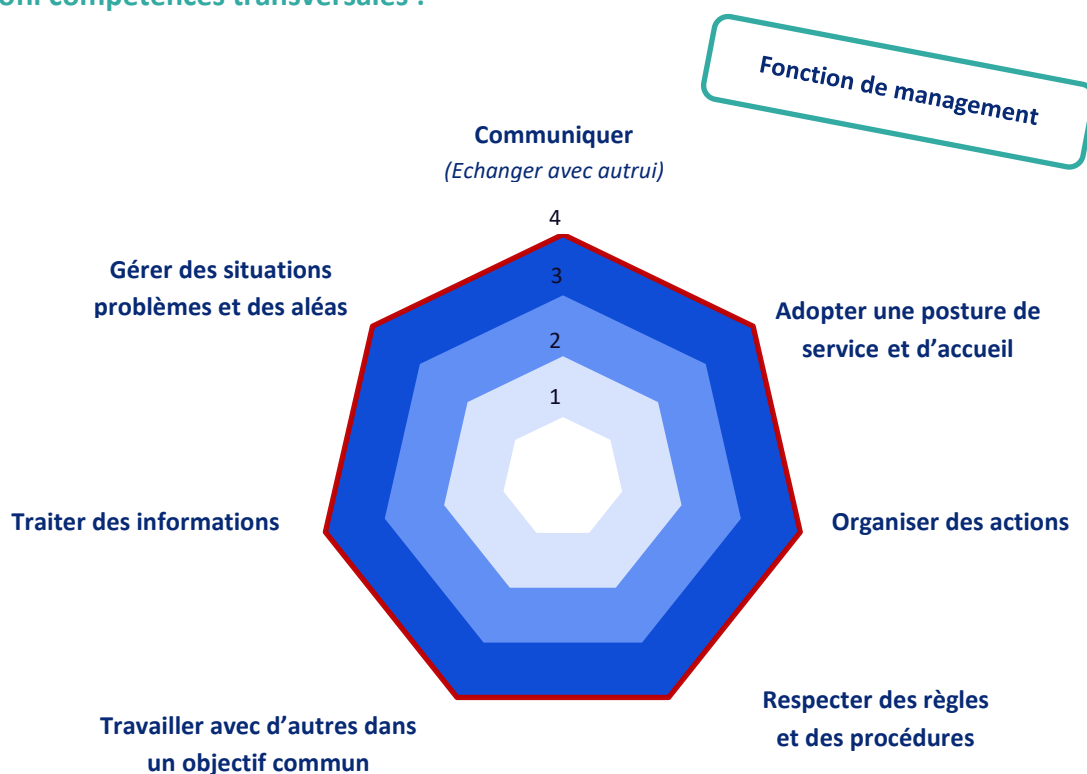 compétences transversales :
Fonction de management
Communiquer
(Echanger avec autrui)
4
3
2
1
Gérer des situations
problèmes et des aléas
Adopter une posture de
service et d'accueil
Traiter des informations
Organiser des actions
Travailler avec d'autres dans
un objectif commun
Respecter des règles
et des procédures